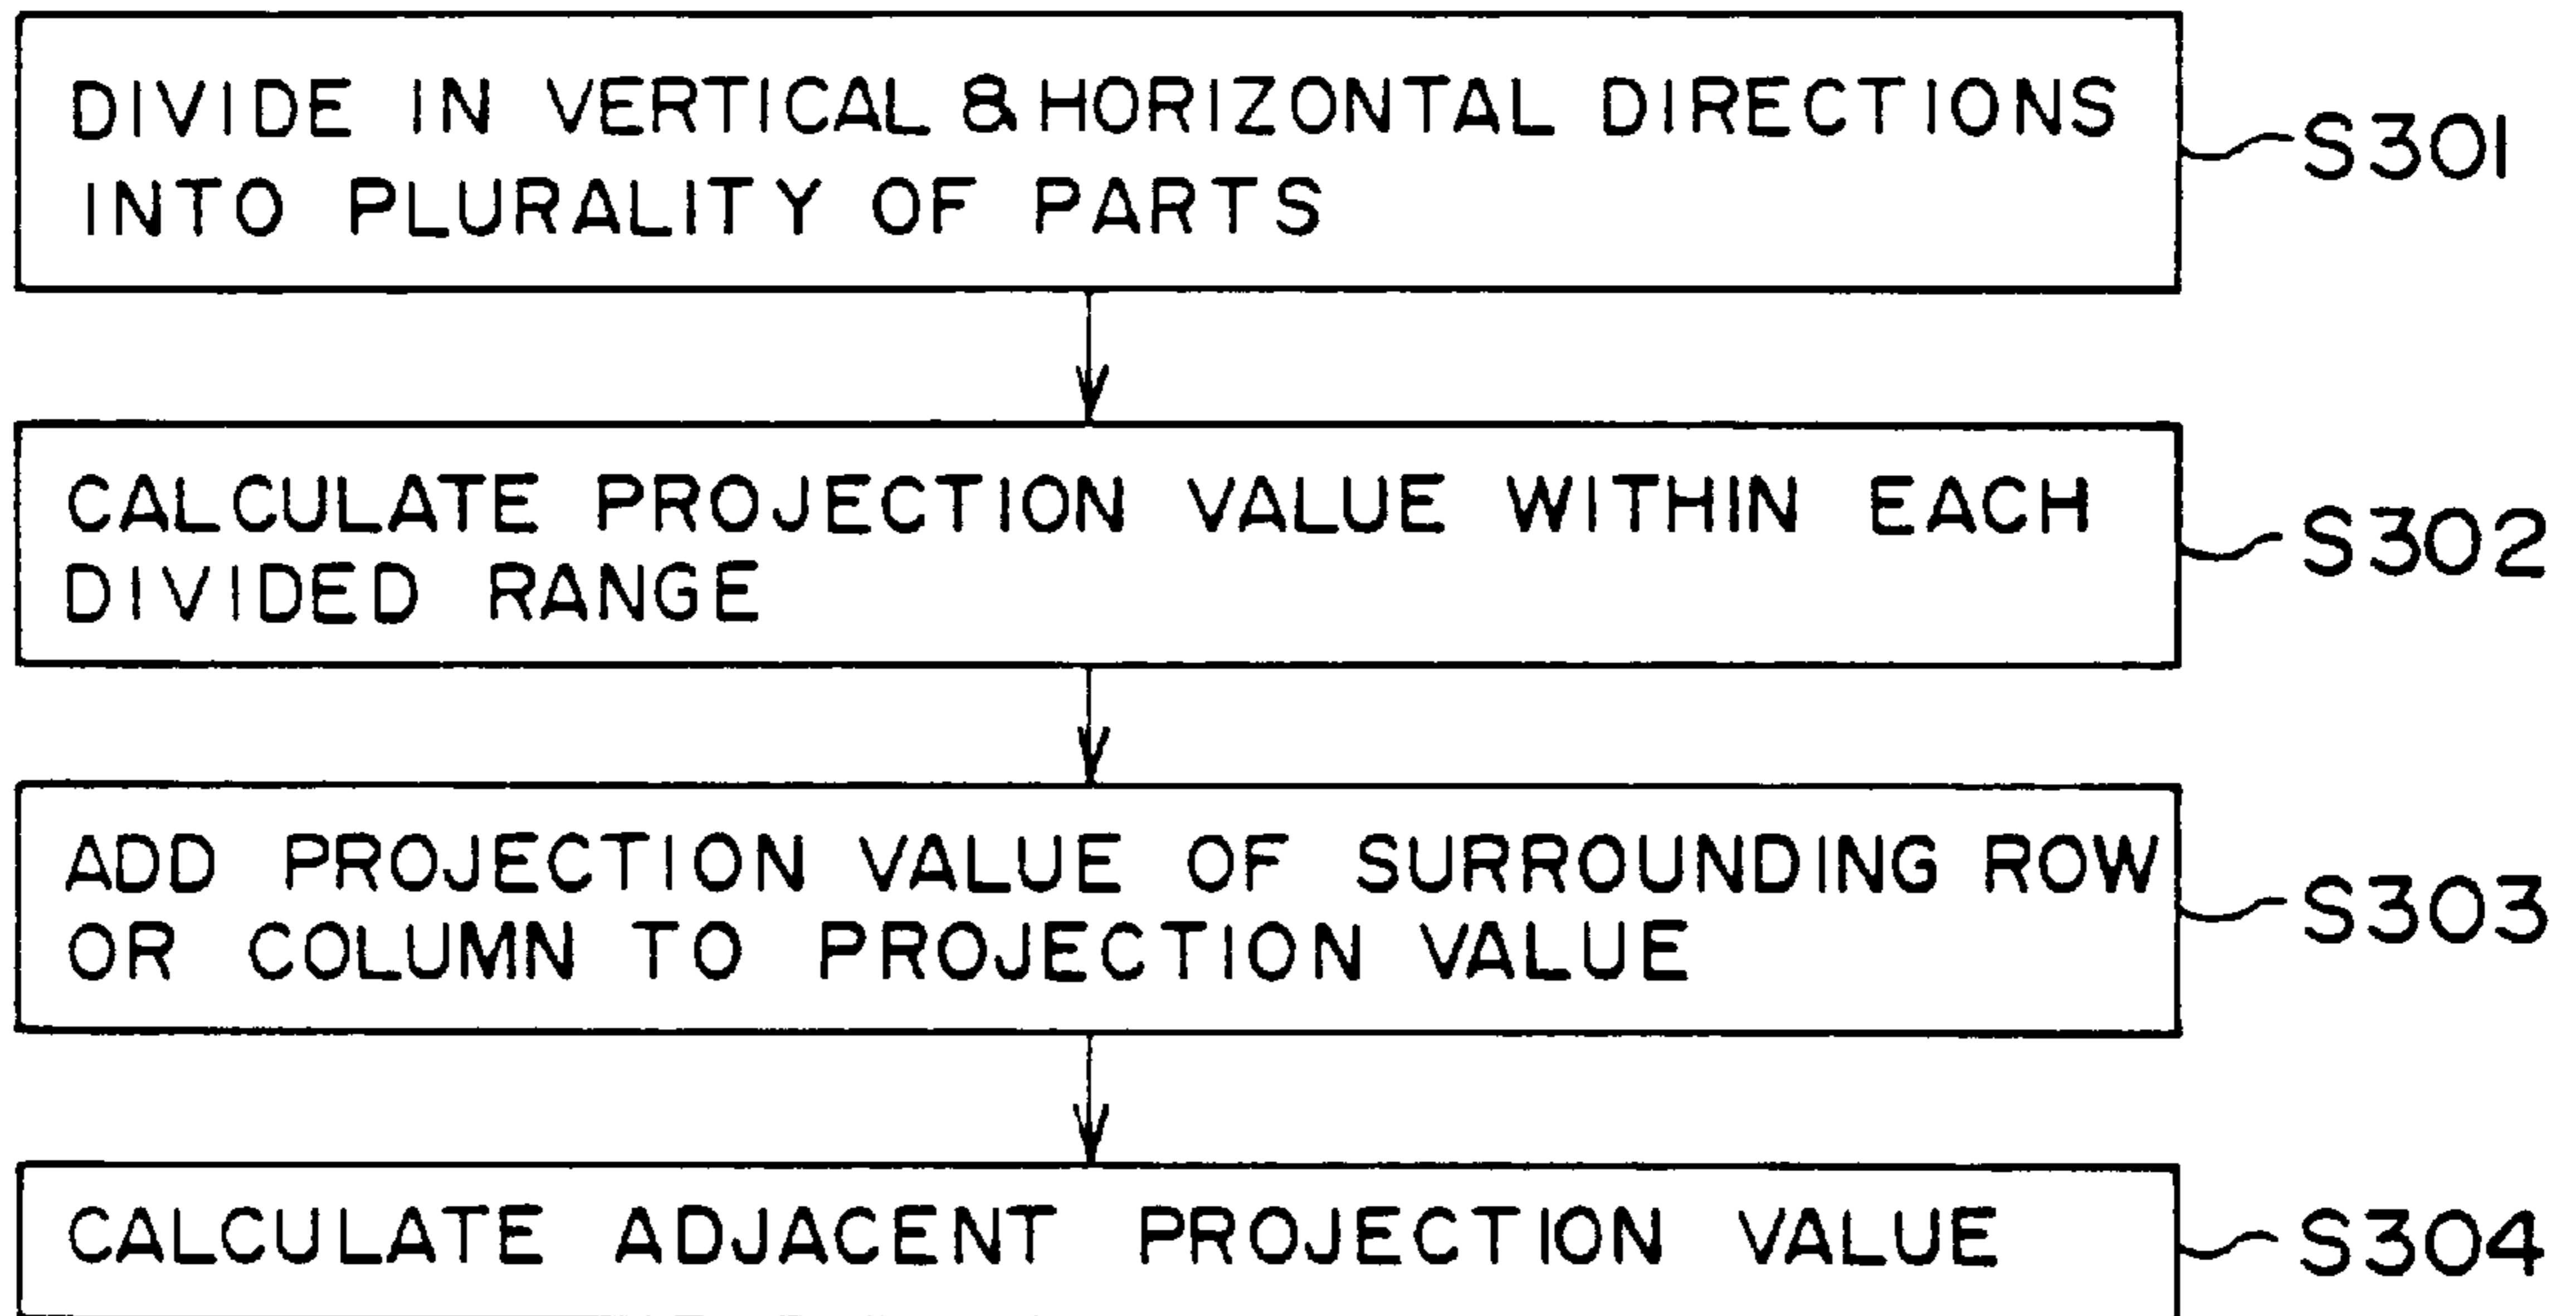 DIVIDE IN VERTICAL & HORIZONTAL DIRECTIONS
INTO PLURALITY OF PARTS
S301
CALCULATE PROJECTION VALUE WITHIN EACH
DIVIDED RANGE
S302
ADD PROJECTION VALUE OF SURROUNDING ROW
OR COLUMN TO PROJECTION VALUE
S303
CALCULATE ADJACENT PROJECTION VALUE
S304